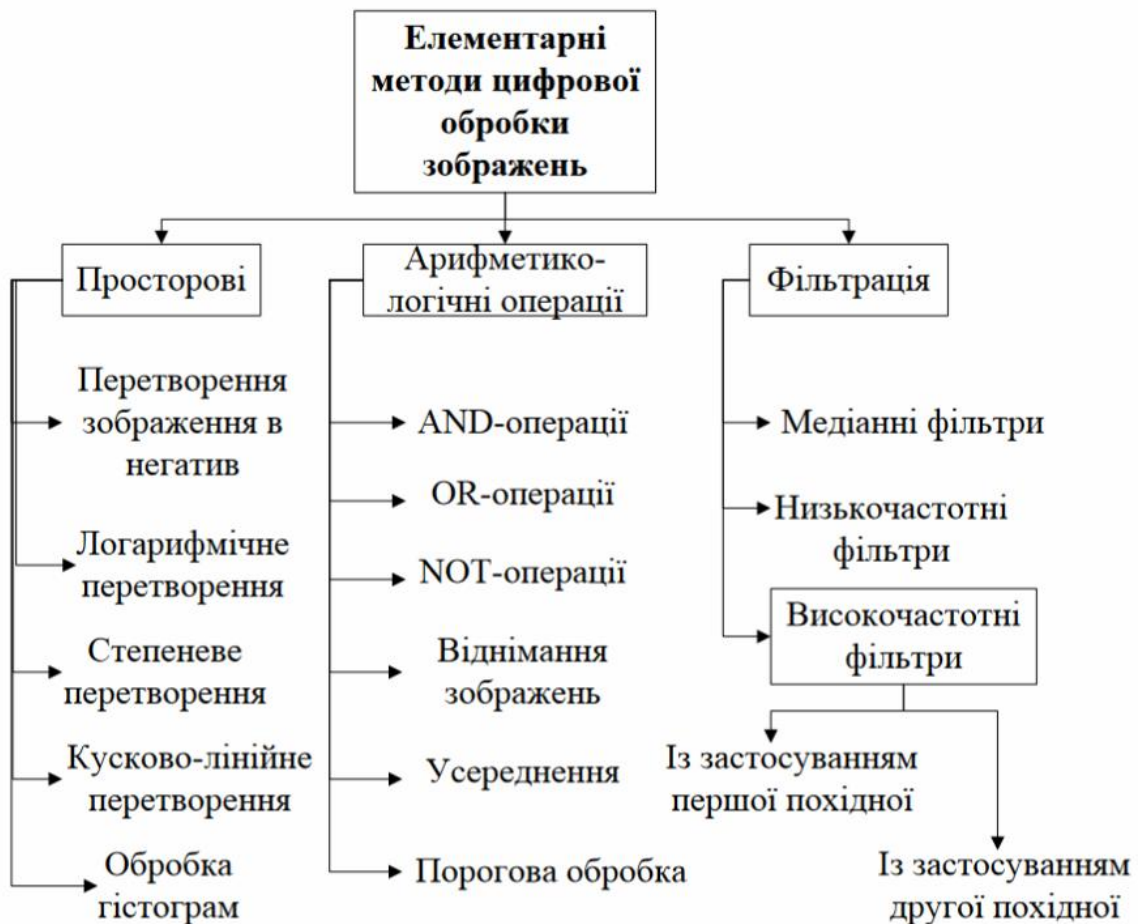 Елементарні
методи цифрової
обробки
зображень
Просторові
Перетворення
зображення в
негатив
Логарифмічне
перетворення
Степеневе
перетворення
Кусково-лінійне
перетворення
Обробка
гістограм
Арифметико-
логічні операції
AND-операції
OR-операції
NOT-операції
Віднімання
зображень
Усереднення
Порогова обробка
Фільтрація
Медіанні фільтри
Низькочастотні
фільтри
Високочастотні
фільтри
Із застосуванням
першої похідної
Із застосуванням
другої похідної